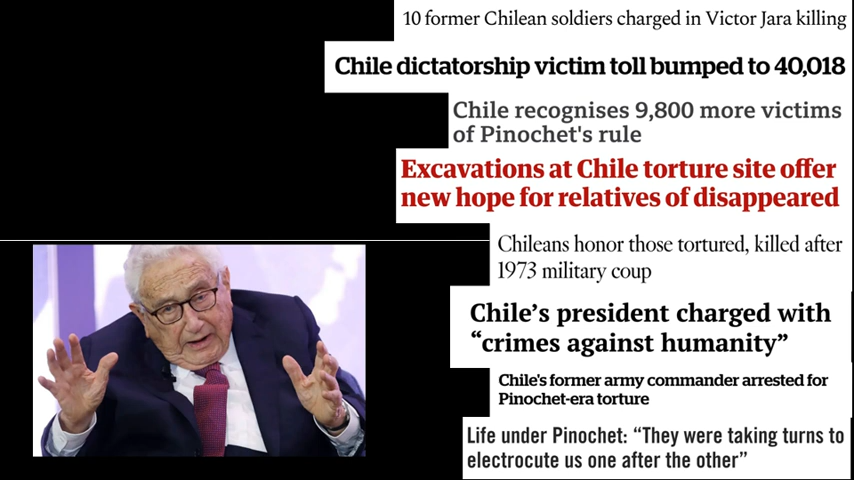 10 former Chilean soldiers charged in Victor Jara killing
Chile dictatorship victim toll bumped to 40,018
Chile recognises 9,800 more victims
of Pinochet's rule
Excavations at Chile torture site offer
new hope for relatives of disappeared
Chileans honor those tortured, killed after
1973 military coup
Chile’s president charged with
“crimes against humanity”
Chile's former army commander arrested for
Pinochet-era torture
Life under Pinochet: “They were taking turns to
electrocute us one after the other”